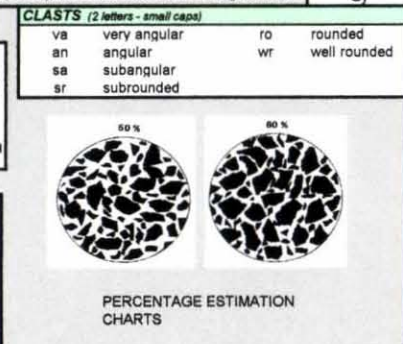 CLASTS (2 letters - small caps)
va very angular ro rounded
an angular wr well rounded
sa subangular
sr subrounded
50 % 60 %
PERCENTAGE ESTIMATION
CHARTS